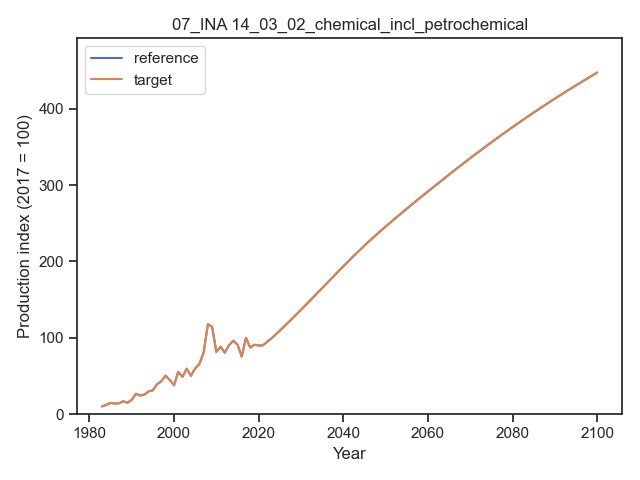 07_INA 14_03_02_chemical_incl_petrochemical
reference
target
Production index (2017 = 100)
400
300
200
100
0
1980
2000
2020
2040
2060
2080
2100
Year